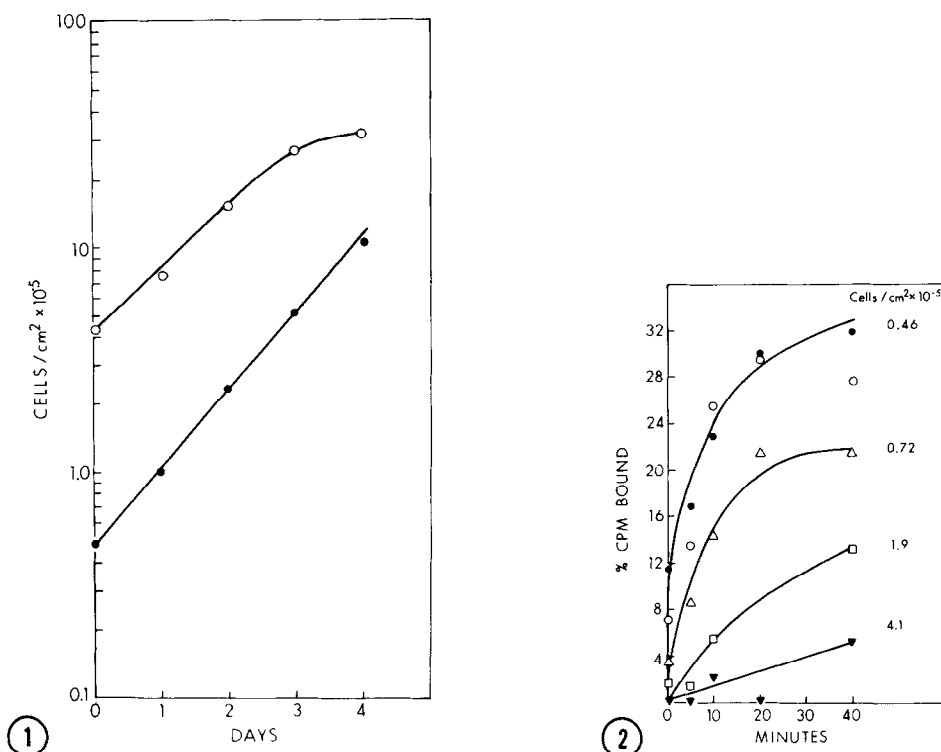 100
10
1.0
0.1
CELLS / cm² × 10⁻⁵
0 1 2 3 4
DAYS
1
Cells / cm² × 10⁻⁵
0.46
0.72
1.9
4.1
32
28
24
20
16
12
8
4
% CPM BOUND
0 10 20 30 40
MINUTES
2